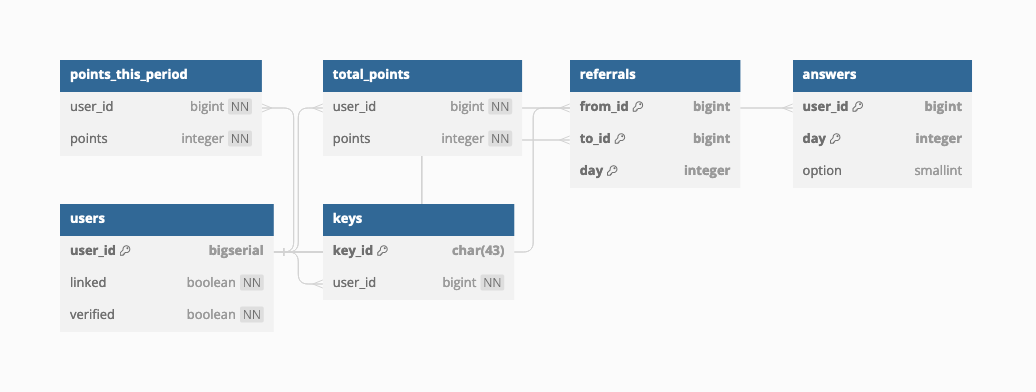 points_this_period
user_id bigint NN
points integer NN
total_points
user_id bigint NN
points integer NN
referrals
from_id bigint
to_id bigint
day integer
answers
user_id bigint
day integer
option smallint
users
user_id bigserial
linked boolean NN
verified boolean NN
keys
key_id char(43)
user_id bigint NN